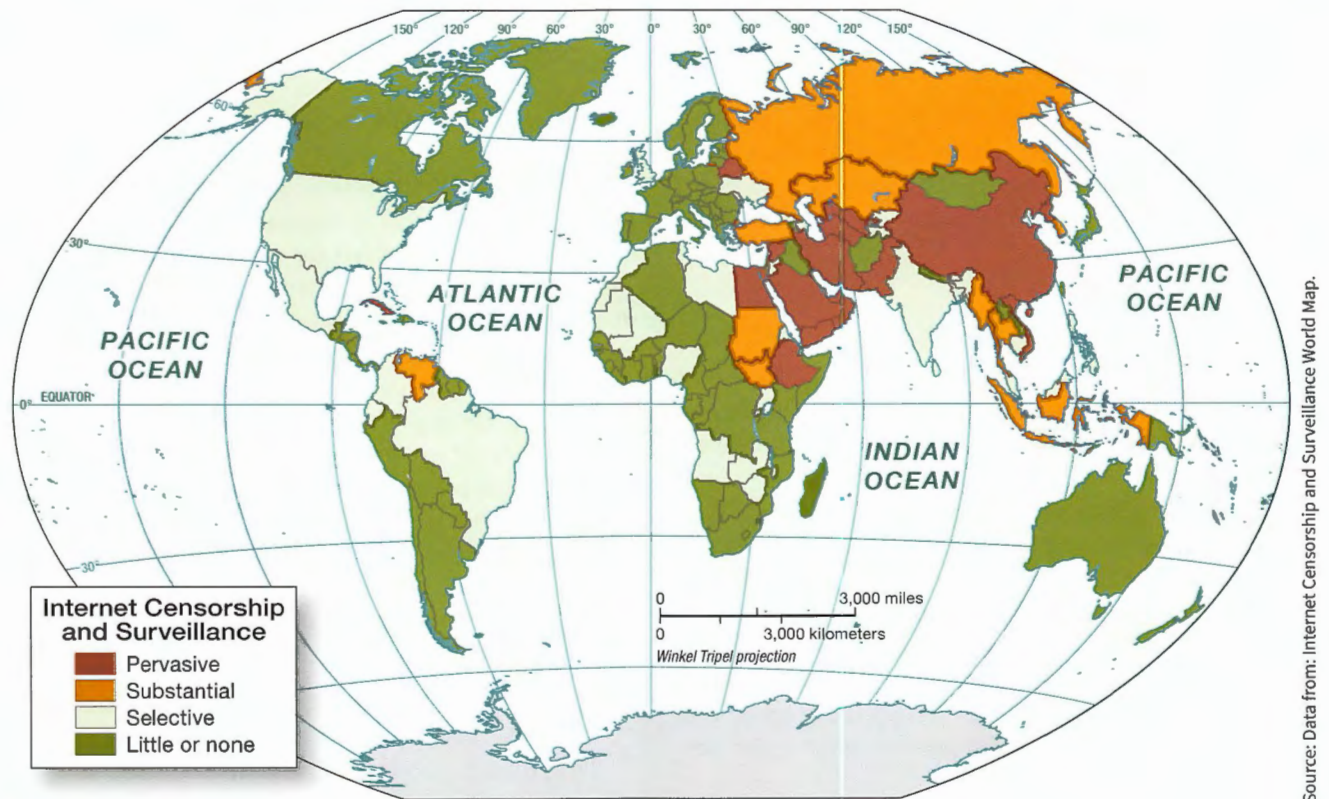 150° 120° 90° 60° 30° 0° 30° 60° 90° 120° 150°
60°
30°
ATLANTIC
OCEAN
PACIFIC
OCEAN
PACIFIC
OCEAN
0° EQUATOR
INDIAN
OCEAN
30°
0 3,000 miles
0 3,000 kilometers
Winkel Tripel projection
Internet Censorship
and Surveillance
Pervasive
Substantial
Selective
Little or none
Source: Data from: Internet Censorship and Surveillance World Map.